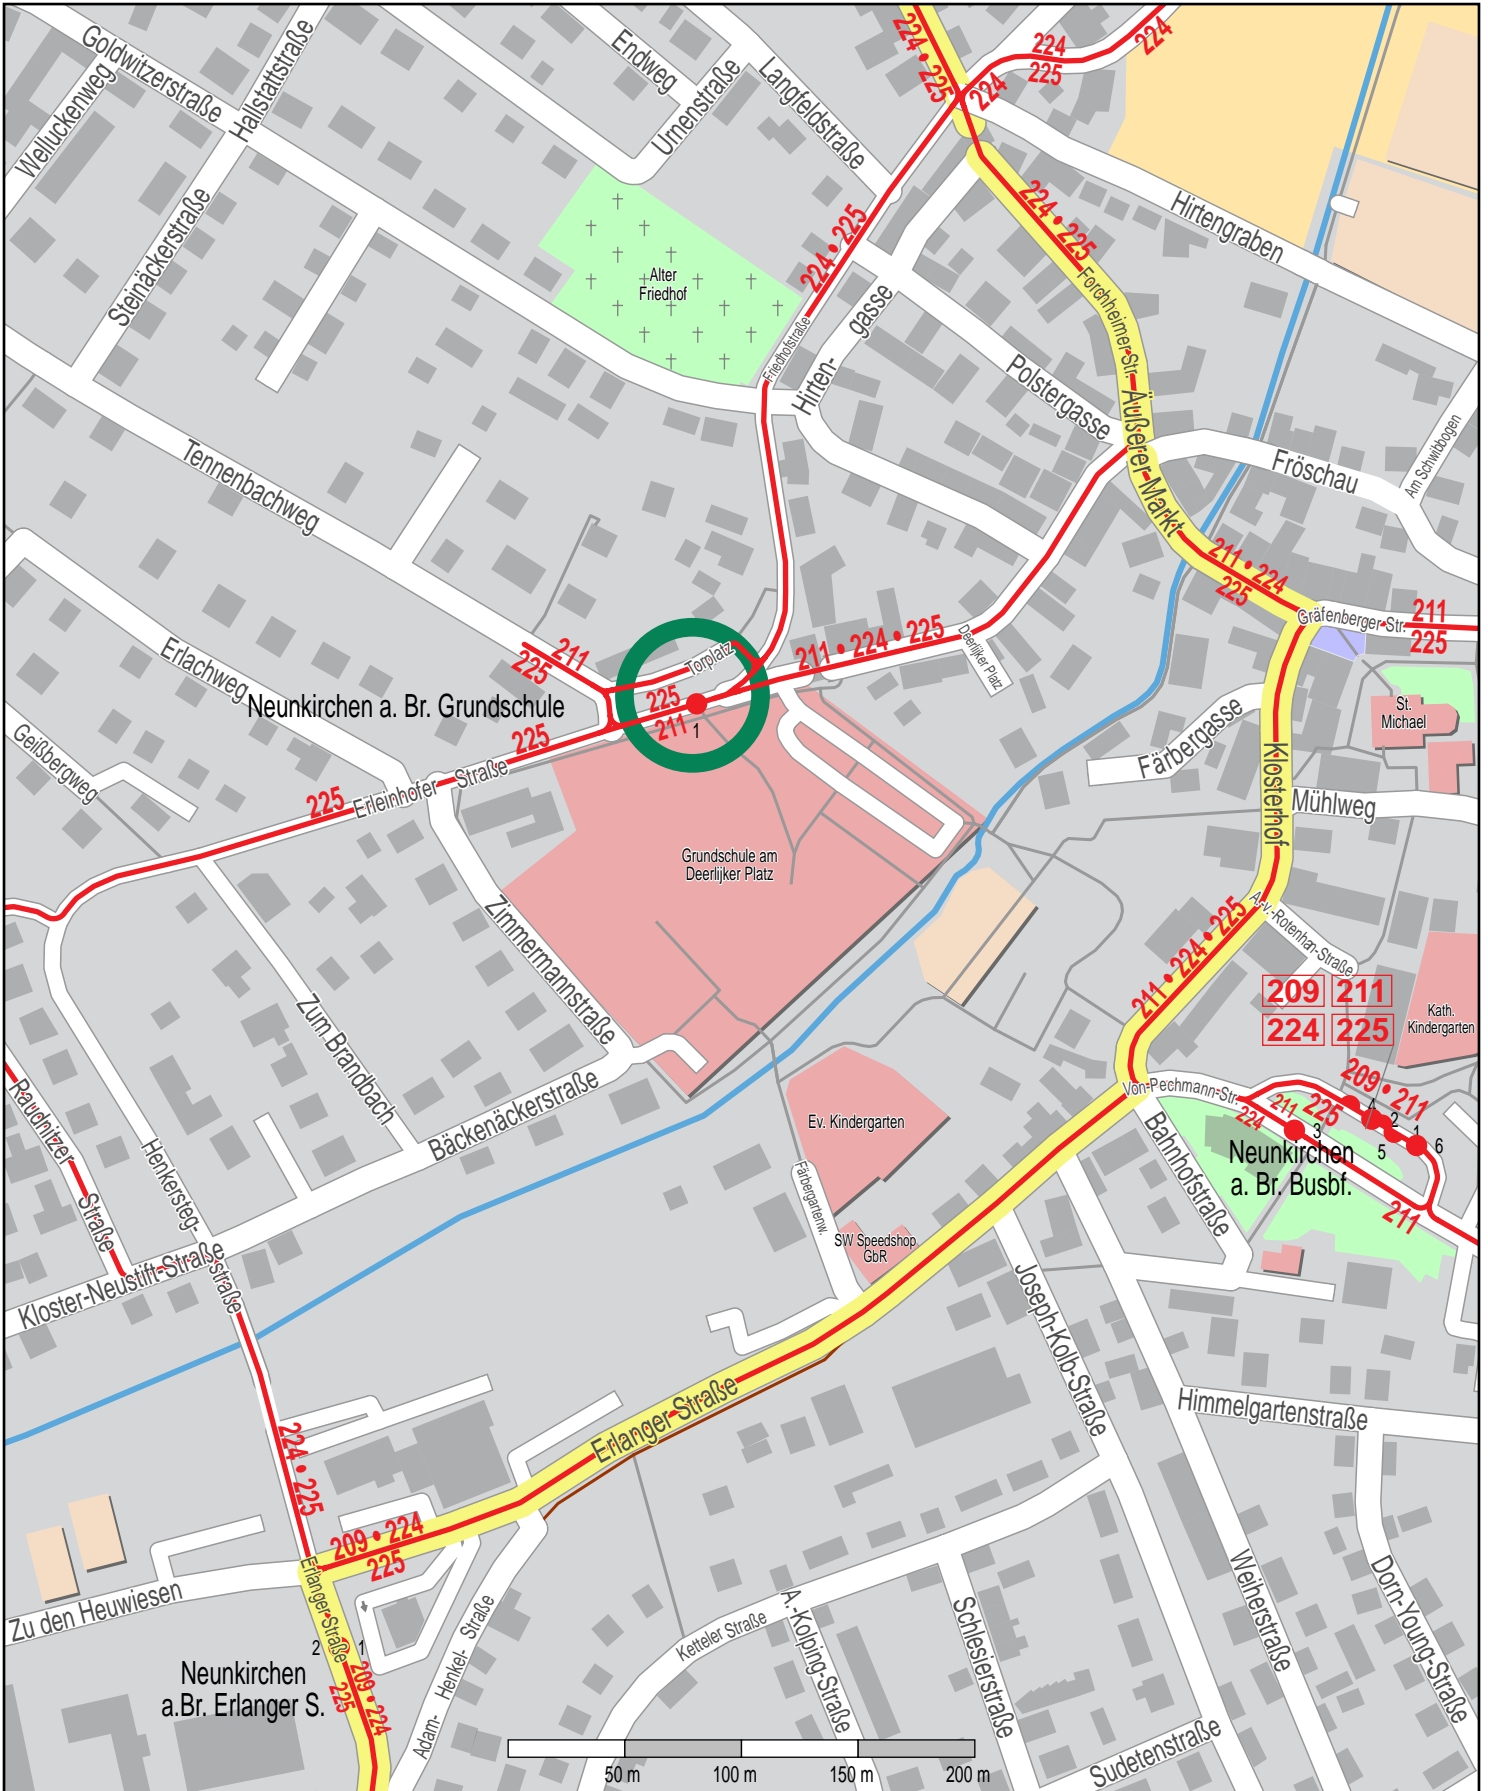 Goldwitzerstraße
Welluckenweg
Hallstattstraße
Steinäckerstraße
Endweg
Urnenstraße
Langfeldstraße
224 • 225
224
224
225
224
Hirtengraben
224 • 225
Forchheimer Str.
224 • 225
Friedhofstraße
Alter
Friedhof
Hirten-
gasse
Polstergasse
Äußerer Markt
Fröschau
Am Schwibbogen
Tennenbachweg
Erlachweg
Geißbergweg
211
225
Torplatz
225
211
1
Neunkirchen a. Br. Grundschule
211 • 224 • 225
Deerlijker Platz
211 • 224
225
Gräfenberger Str.
211
225
St.
Michael
Färbergasse
Klosterhof
Mühlweg
225
225
Erleinhofer
Straße
Grundschule am
Deerlijker Platz
Zimmermannstraße
Zum Brandbach
Bäckenäckerstraße
Raudnitzer
Straße
Henkersteg-
straße
Kloster-Neustift-Straße
A.-v.-Rotenhan-Straße
211 • 224 • 225
209
211
224
225
Kath.
Kindergarten
Von-Pechmann-Str.
211
224
225
209 • 211
4
2
1
3
5
6
Neunkirchen
a. Br. Busbf.
211
Bahnhofstraße
Ev. Kindergarten
Färbergartenw.
SW Speedshop
GbR
Joseph-Kolb-Straße
Himmelgartenstraße
Erlanger Straße
224 • 225
209 • 224
225
Erlanger Straße
Zu den Heuwiesen
2
1
Neunkirchen
a.Br. Erlanger S.
209 • 224
225
Adam-
Henkel-
Straße
Ketteler Straße
A.-Kolping-Straße
Schlesierstraße
Weiherstraße
Dorn-Young-Straße
Sudetenstraße
50 m
100 m
150 m
200 m